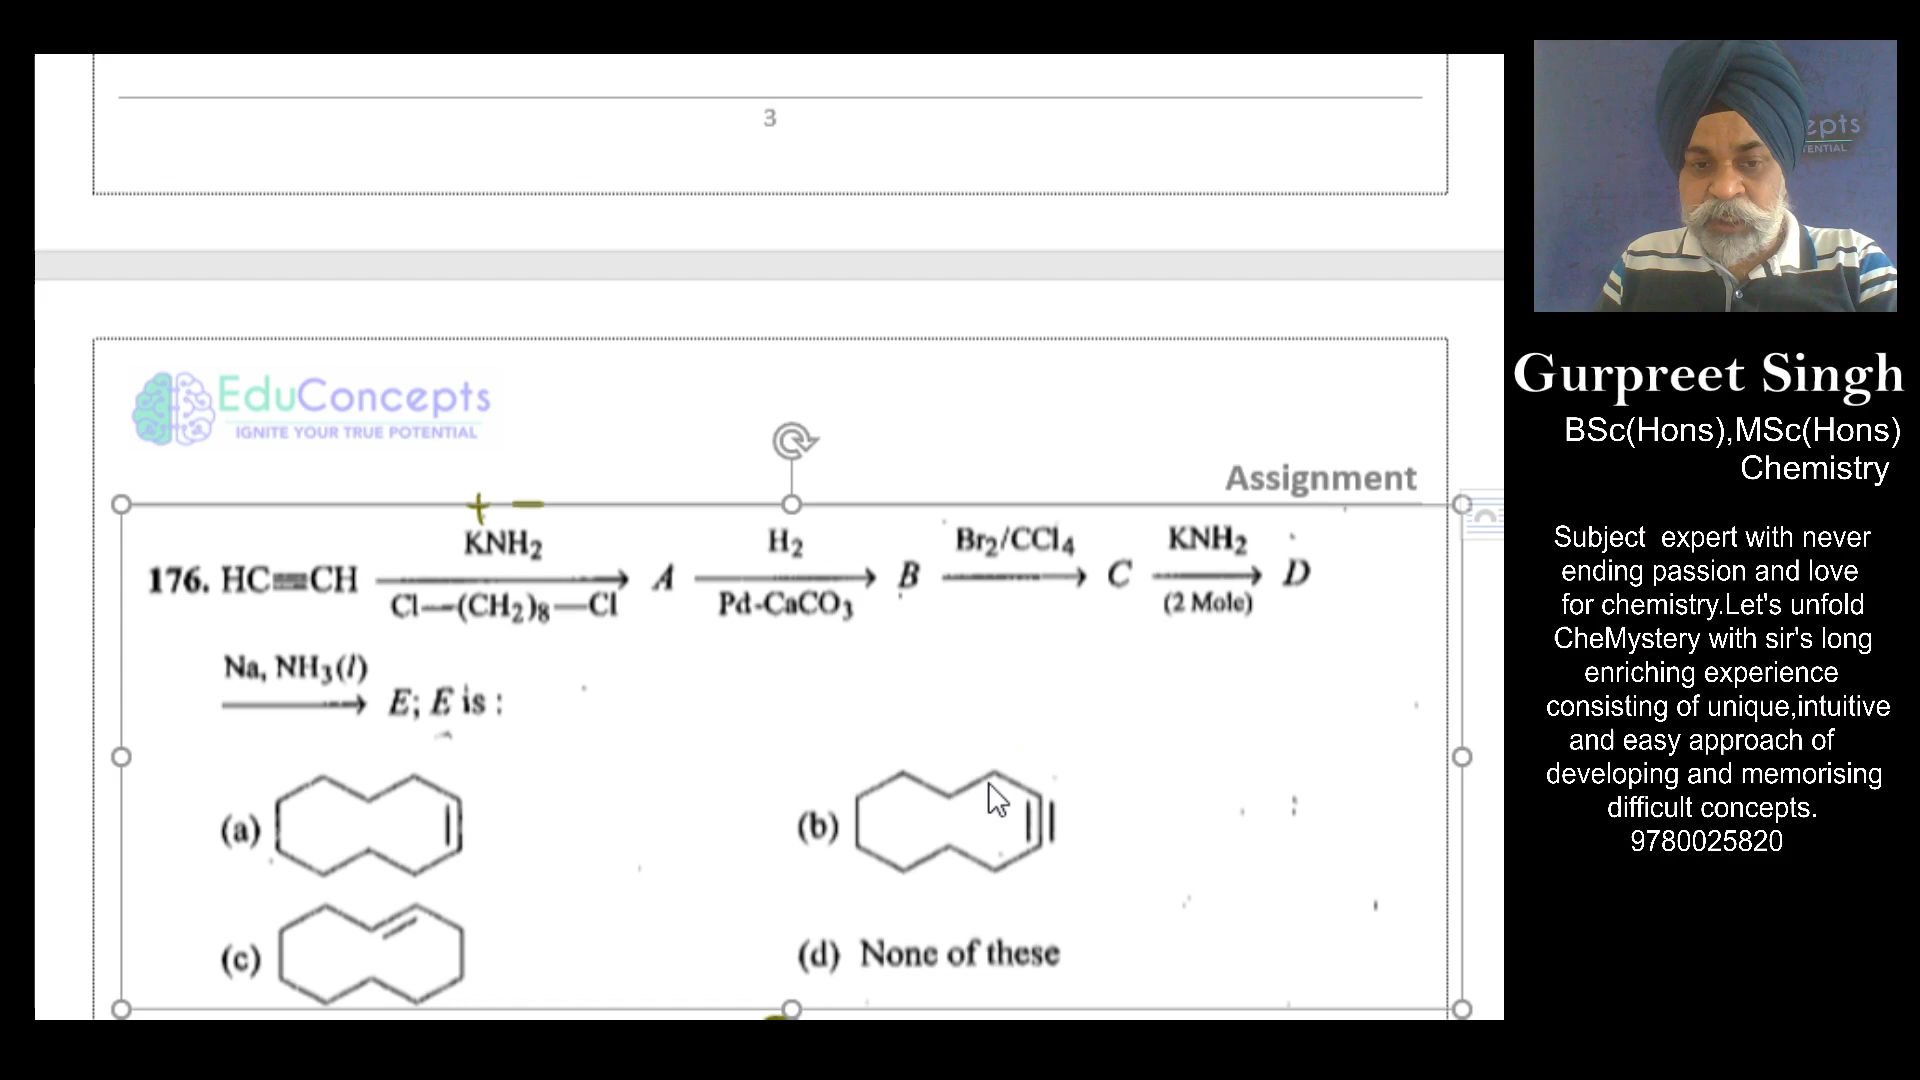 3
EduConcepts
IGNITE YOUR TRUE POTENTIAL
Assignment
+ −
KNH₂ H₂ Br₂/CCl₄ KNH₂
176. HC≡CH A B C D
Cl—(CH₂)₈—Cl Pd-CaCO₃ (2 Mole)
Na, NH₃(l)
E; E is :
(a) (b)
(c) (d) None of these
epts
TENTIAL
Gurpreet Singh
BSc(Hons),MSc(Hons)
Chemistry
Subject expert with never
ending passion and love
for chemistry.Let's unfold
CheMystery with sir's long
enriching experience
consisting of unique,intuitive
and easy approach of
developing and memorising
difficult concepts.
9780025820